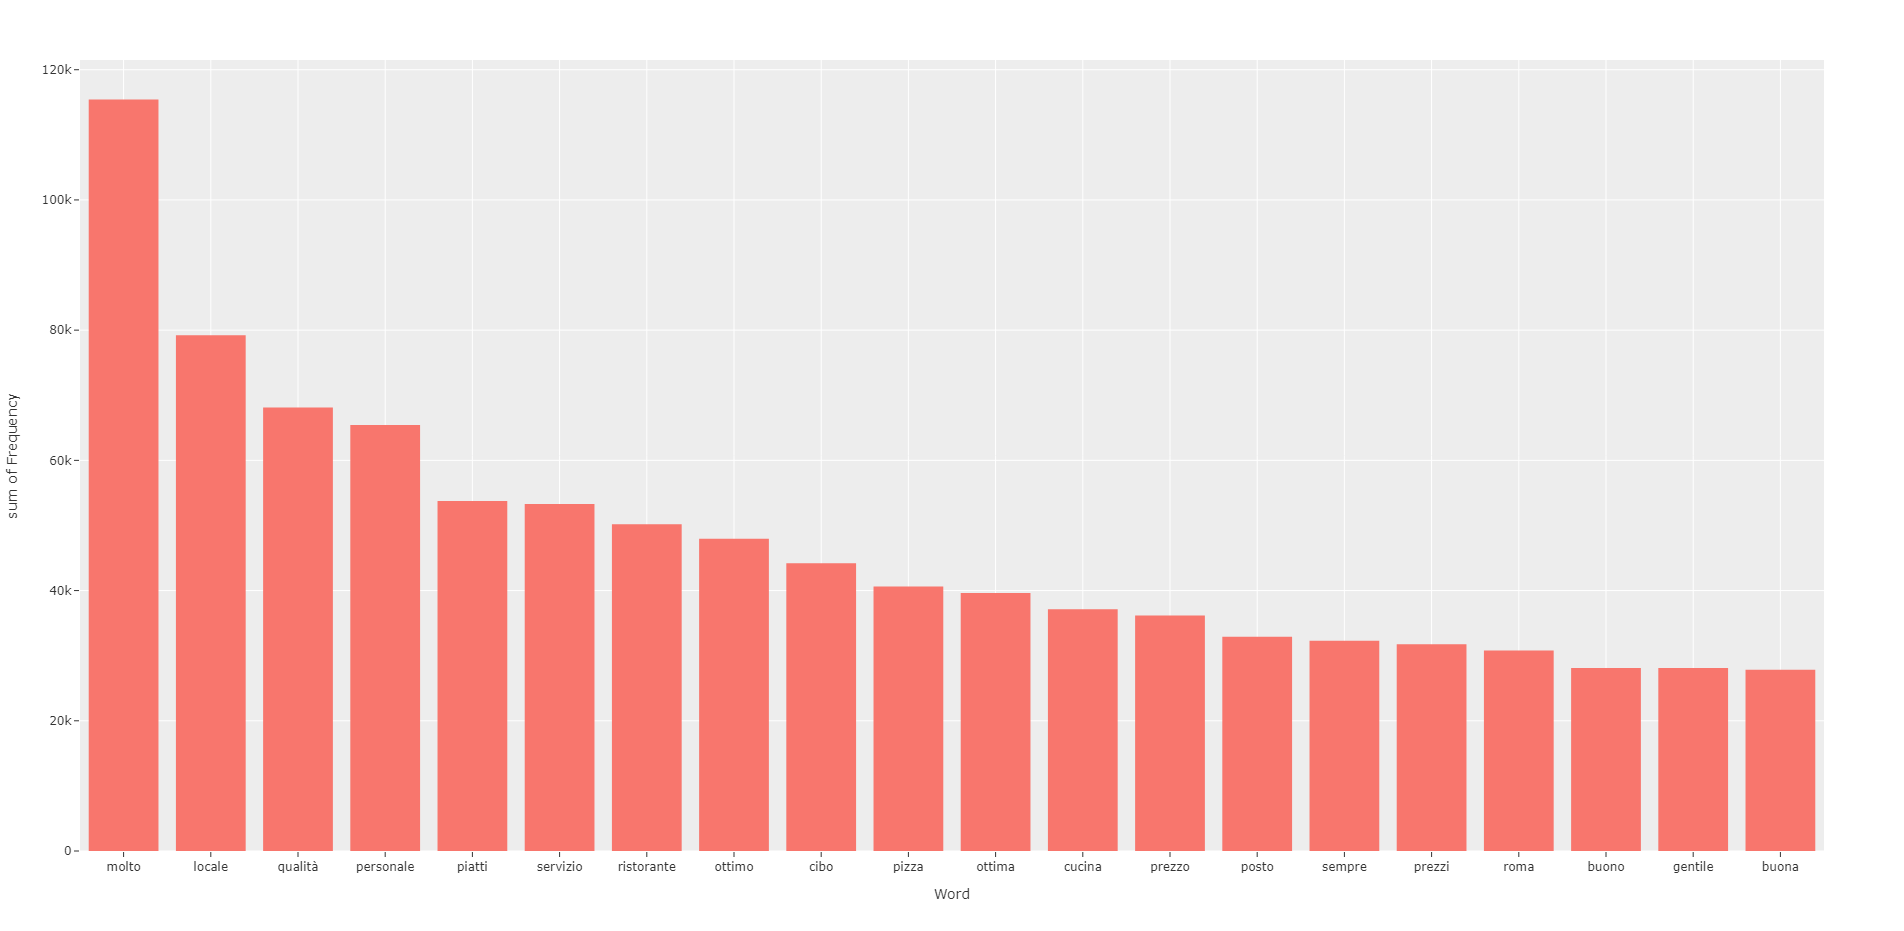 120k
100k
80k
60k
40k
20k
0
sum of Frequency
molto locale qualità personale piatti servizio ristorante ottimo cibo pizza ottima cucina prezzo posto sempre prezzi roma buono gentile buona
Word